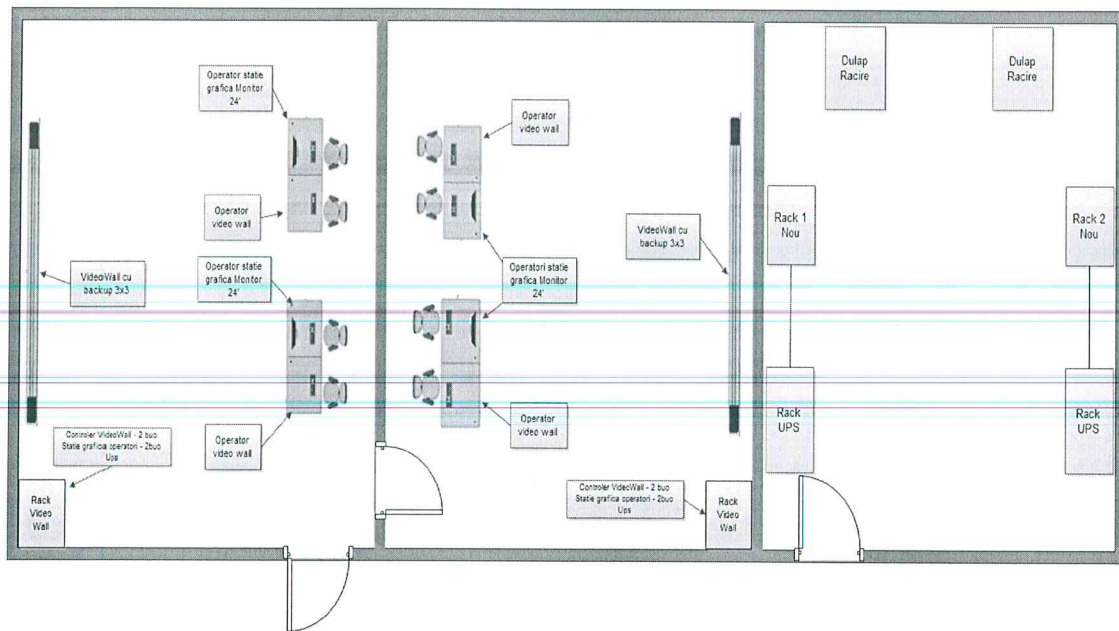 Operator statie
grafica Monitor
24'
Operator
video wall
VideoWall cu
backup 3x3
Operator statie
grafica Monitor
24'
Operator
video wall
Controler VideoWall - 2 buc
Statie grafica operatori - 2buc
Ups
Rack
Video
Wall
Operator
video wall
VideoWall cu
backup 3x3
Operatori statie
grafica Monitor
24'
Operator
video wall
Controler VideoWall - 2 buc
Statie grafica operatori - 2buc
Ups
Rack
Video
Wall
Dulap
Racire
Dulap
Racire
Rack 1
Nou
Rack 2
Nou
Rack
UPS
Rack
UPS